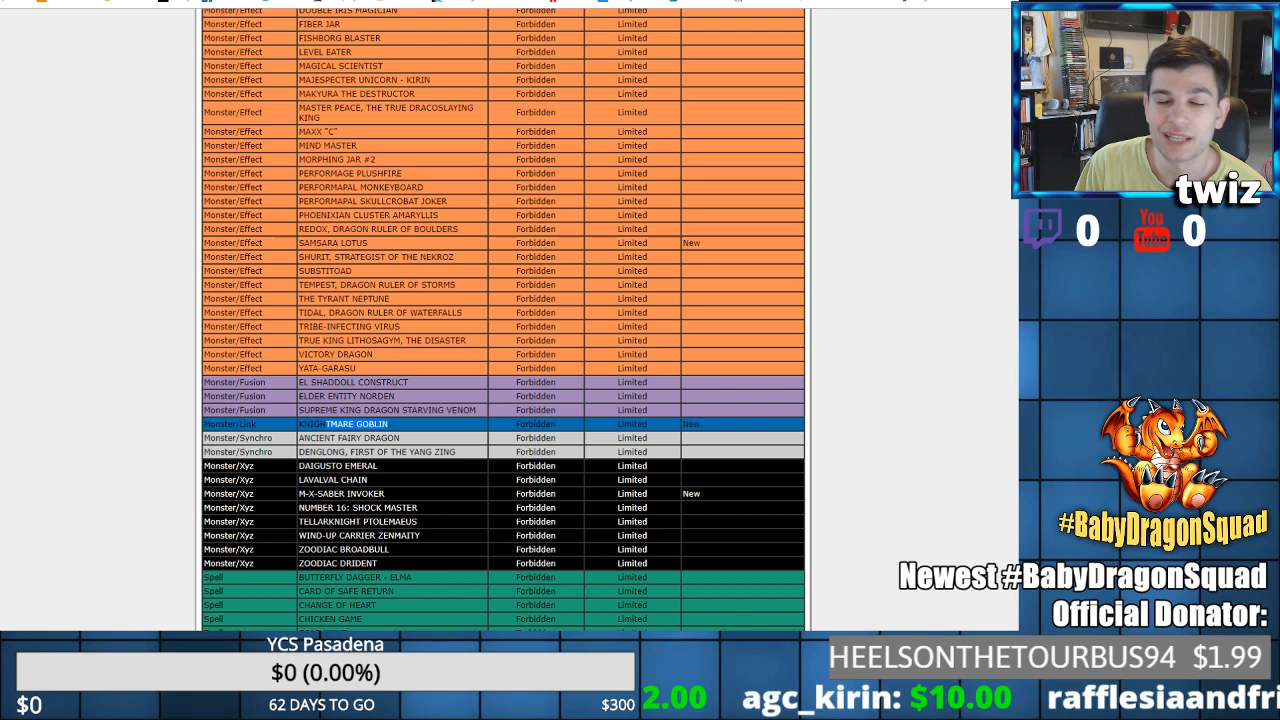 DOUBLE IRIS MAGICIAN
Monster/Effect DOUBLE IRIS MAGICIAN Forbidden Limited
Monster/Effect FIBER JAR Forbidden Limited
Monster/Effect FISHBORG BLASTER Forbidden Limited
Monster/Effect LEVEL EATER Forbidden Limited
Monster/Effect MAGICAL SCIENTIST Forbidden Limited
Monster/Effect MAJESPECTER UNICORN - KIRIN Forbidden Limited
Monster/Effect MAKYURA THE DESTRUCTOR Forbidden Limited
Monster/Effect MASTER PEACE, THE TRUE DRACOSLAYING Forbidden Limited
KING
Monster/Effect MAXX "C" Forbidden Limited
Monster/Effect MIND MASTER Forbidden Limited
Monster/Effect MORPHING JAR #2 Forbidden Limited
Monster/Effect PERFORMAGE PLUSHFIRE Forbidden Limited
Monster/Effect PERFORMAPAL MONKEYBOARD Forbidden Limited
Monster/Effect PERFORMAPAL SKULLCROBAT JOKER Forbidden Limited
Monster/Effect PHOENIXIAN CLUSTER AMARYLLIS Forbidden Limited
Monster/Effect REDOX, DRAGON RULER OF BOULDERS Forbidden Limited
Monster/Effect SAMSARA LOTUS Forbidden Limited New
Monster/Effect SHURIT, STRATEGIST OF THE NEKROZ Forbidden Limited
Monster/Effect SUBSTITOAD Forbidden Limited
Monster/Effect TEMPEST, DRAGON RULER OF STORMS Forbidden Limited
Monster/Effect THE TYRANT NEPTUNE Forbidden Limited
Monster/Effect TIDAL, DRAGON RULER OF WATERFALLS Forbidden Limited
Monster/Effect TRIBE-INFECTING VIRUS Forbidden Limited
Monster/Effect TRUE KING LITHOSAGYM, THE DISASTER Forbidden Limited
Monster/Effect VICTORY DRAGON Forbidden Limited
Monster/Effect YATA-GARASU Forbidden Limited
Monster/Fusion EL SHADDOLL CONSTRUCT Forbidden Limited
Monster/Fusion ELDER ENTITY NORDEN Forbidden Limited
Monster/Fusion SUPREME KING DRAGON STARVING VENOM Forbidden Limited
Monster/Link KNIGHTMARE GOBLIN Forbidden Limited New
Monster/Synchro ANCIENT FAIRY DRAGON Forbidden Limited
Monster/Synchro DENGLONG, FIRST OF THE YANG ZING Forbidden Limited
Monster/Xyz DAIGUSTO EMERAL Forbidden Limited
Monster/Xyz LAVALVAL CHAIN Forbidden Limited
Monster/Xyz M-X-SABER INVOKER Forbidden Limited New
Monster/Xyz NUMBER 16: SHOCK MASTER Forbidden Limited
Monster/Xyz TELLARKNIGHT PTOLEMAEUS Forbidden Limited
Monster/Xyz WIND-UP CARRIER ZENMAITY Forbidden Limited
Monster/Xyz ZOODIAC BROADBULL Forbidden Limited
Monster/Xyz ZOODIAC DRIDENT Forbidden Limited
Spell BUTTERFLY DAGGER - ELMA Forbidden Limited
Spell CARD OF SAFE RETURN Forbidden Limited
Spell CHANGE OF HEART Forbidden Limited
Spell CHICKEN GAME Forbidden Limited
twiz
0 You Tube 0
#BabyDragonSquad
Newest #BabyDragonSquad
Official Donator:
HEELSONTHETOURBUS94 $1.99
YCS Pasadena
$0 (0.00%)
$0 62 DAYS TO GO $300
2.00 agc_kirin: $10.00 rafflesiaandfri